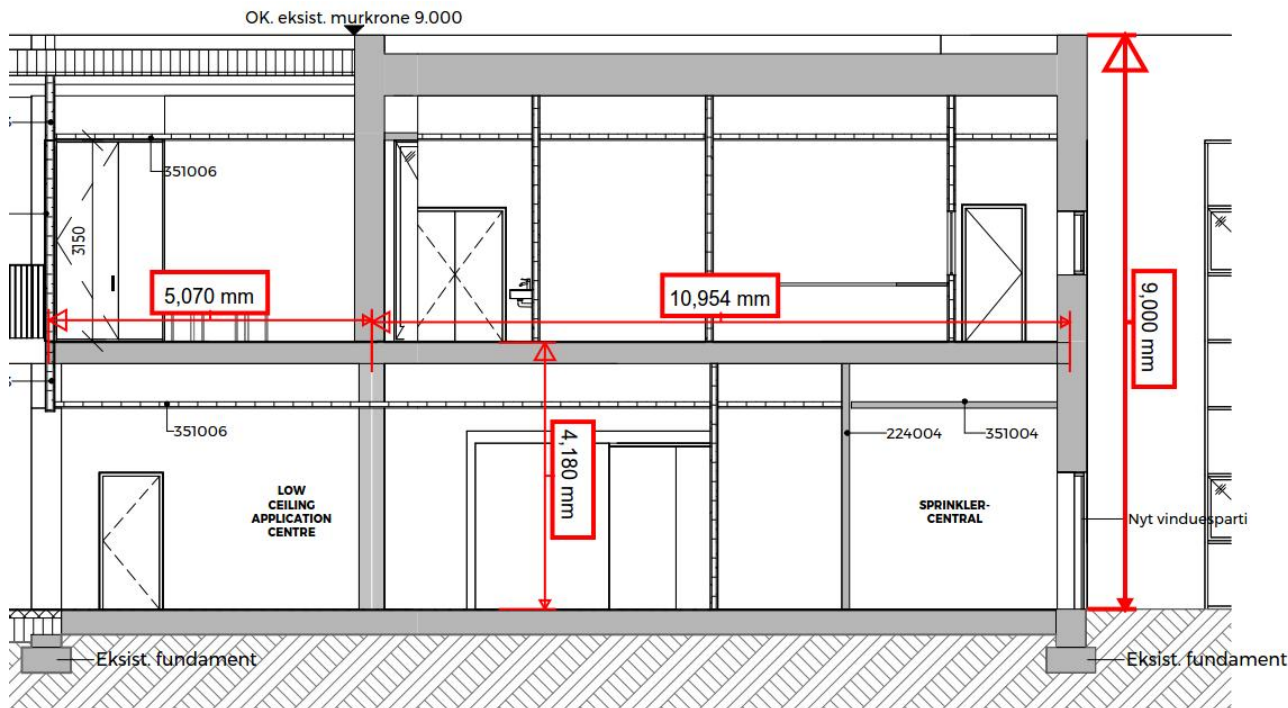 OK. eksist. murkrone 9.000
351006
3150
5,070 mm
10,954 mm
9,000 mm
351006
4,180 mm
224004
351004
LOW
CEILING
APPLICATION
CENTRE
SPRINKLER-
CENTRAL
Nyt vinduesparti
Eksist. fundament
Eksist. fundament